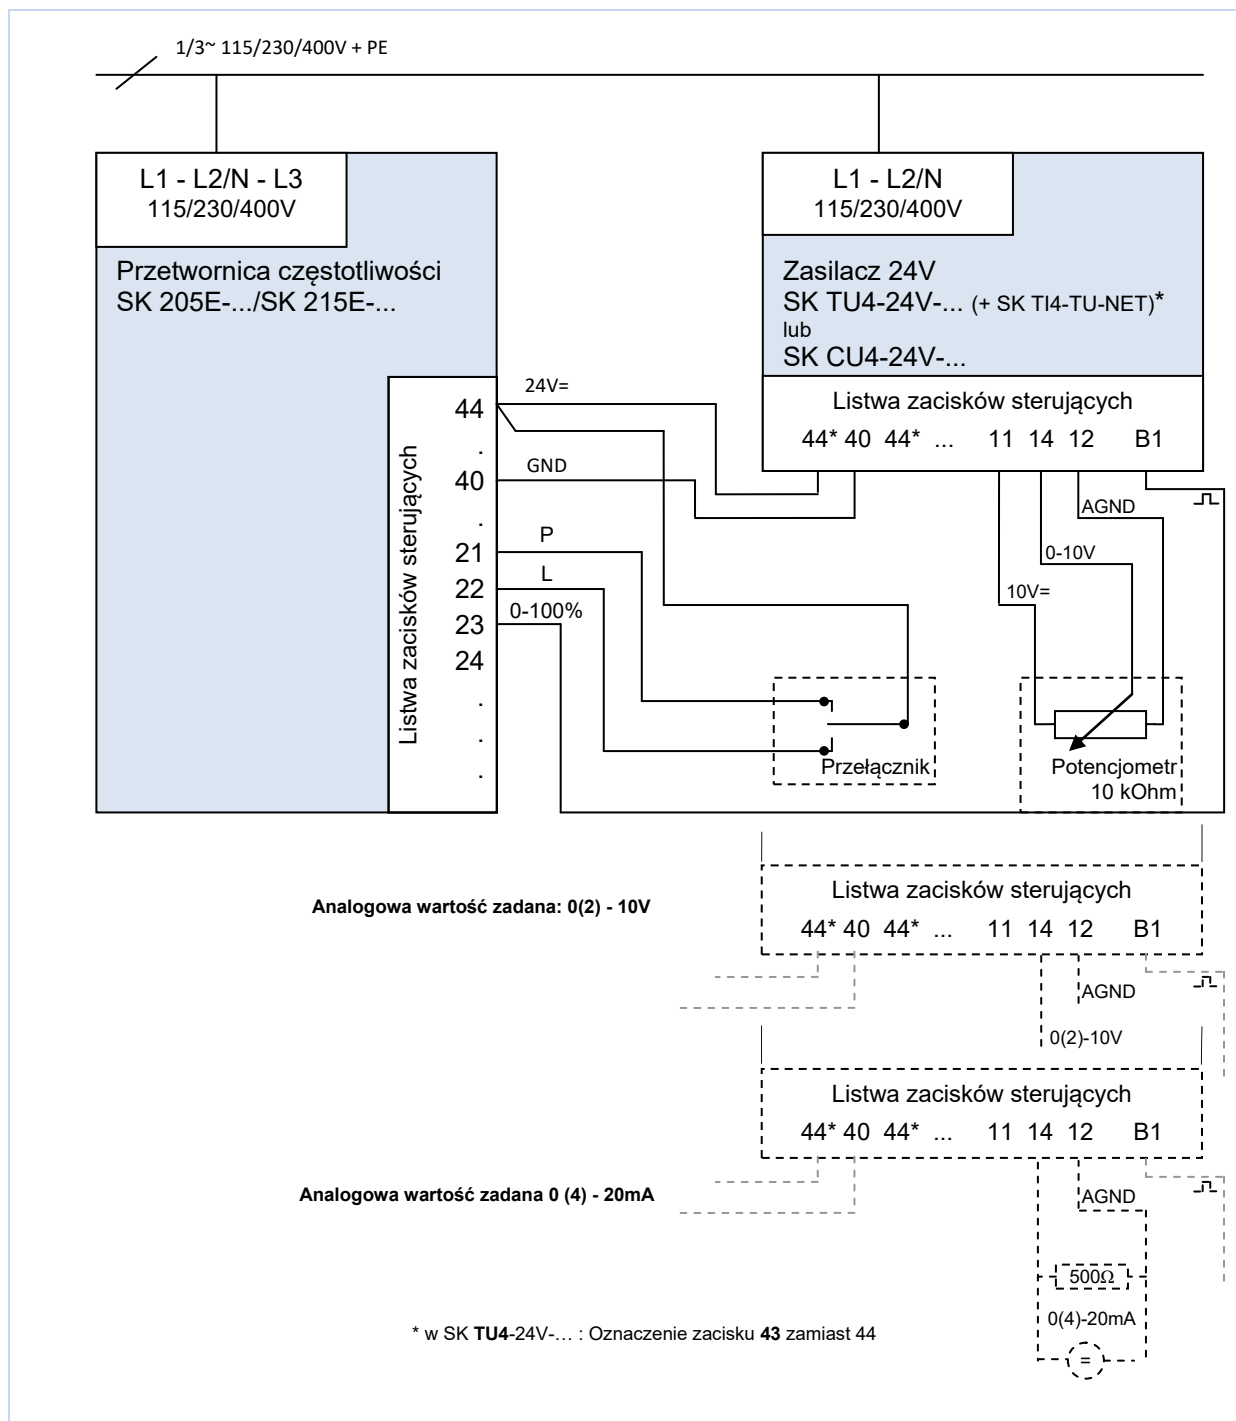 1/3~ 115/230/400V + PE
L1 - L2/N - L3
115/230/400V
Przetwornica częstotliwości
SK 205E-.../SK 215E-...
L1 - L2/N
115/230/400V
Zasilacz 24V
SK TU4-24V-... (+ SK TI4-TU-NET)*
lub
SK CU4-24V-...
Listwa zacisków sterujących
44* 40 44* ... 11 14 12 B1
Listwa zacisków sterujących
44
.
40
.
21
22
23
24
.
.
.
24V=
GND
P
L
0-100%
AGND
0-10V
10V=
Przełącznik
Potencjometr
10 kOhm
Analogowa wartość zadana: 0(2) - 10V
Listwa zacisków sterujących
44* 40 44* ... 11 14 12 B1
AGND
0(2)-10V
Analogowa wartość zadana 0 (4) - 20mA
Listwa zacisków sterujących
44* 40 44* ... 11 14 12 B1
AGND
500Ω
0(4)-20mA
=
* w SK TU4-24V-... : Oznaczenie zacisku 43 zamiast 44